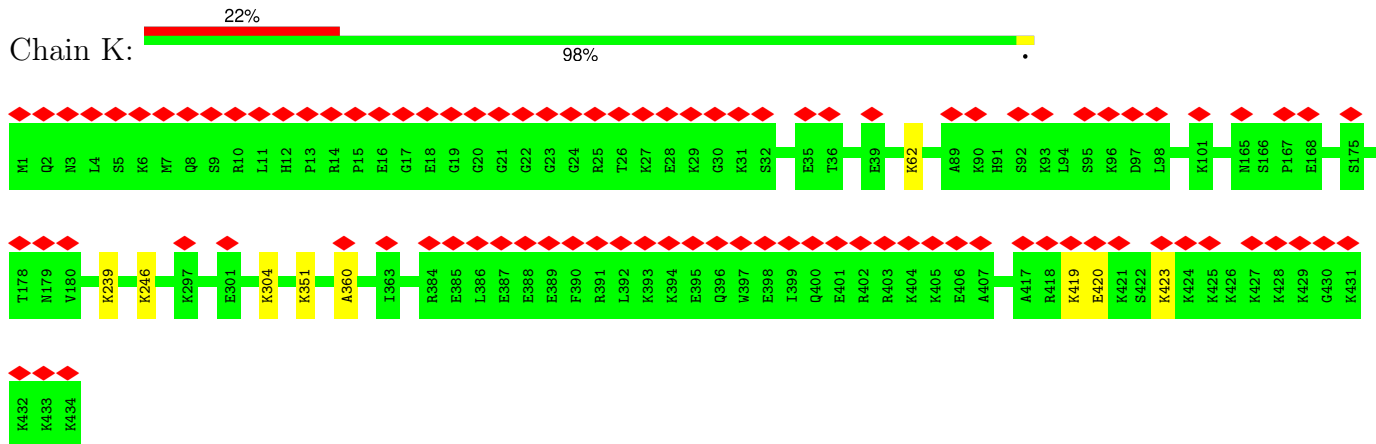 22%
Chain K:
98%
.
M1 Q2 N3 L4 S5 K6 M7 Q8 S9 R10 L11 H12 P13 R14 P15 E16 G17 E18 G19 G20 G21 G22 G23 G24 R25 T26 K27 E28 K29 G30 K31 S32 E35 T36 E39 K62 A89 K90 H91 S92 K93 L94 S95 K96 D97 L98 K101 N165 S166 P167 E168 S175
T178 N179 V180 K239 K246 K297 E301 K304 K351 A360 I363 R384 E385 L386 E387 E388 E389 F390 R391 L392 K393 K394 E395 Q396 W397 E398 I399 Q400 E401 R402 R403 K404 K405 E406 A407 A417 R418 K419 E420 K421 S422 K423 K424 K425 K426 K427 K428 K429 G430 K431
K432 K433 K434